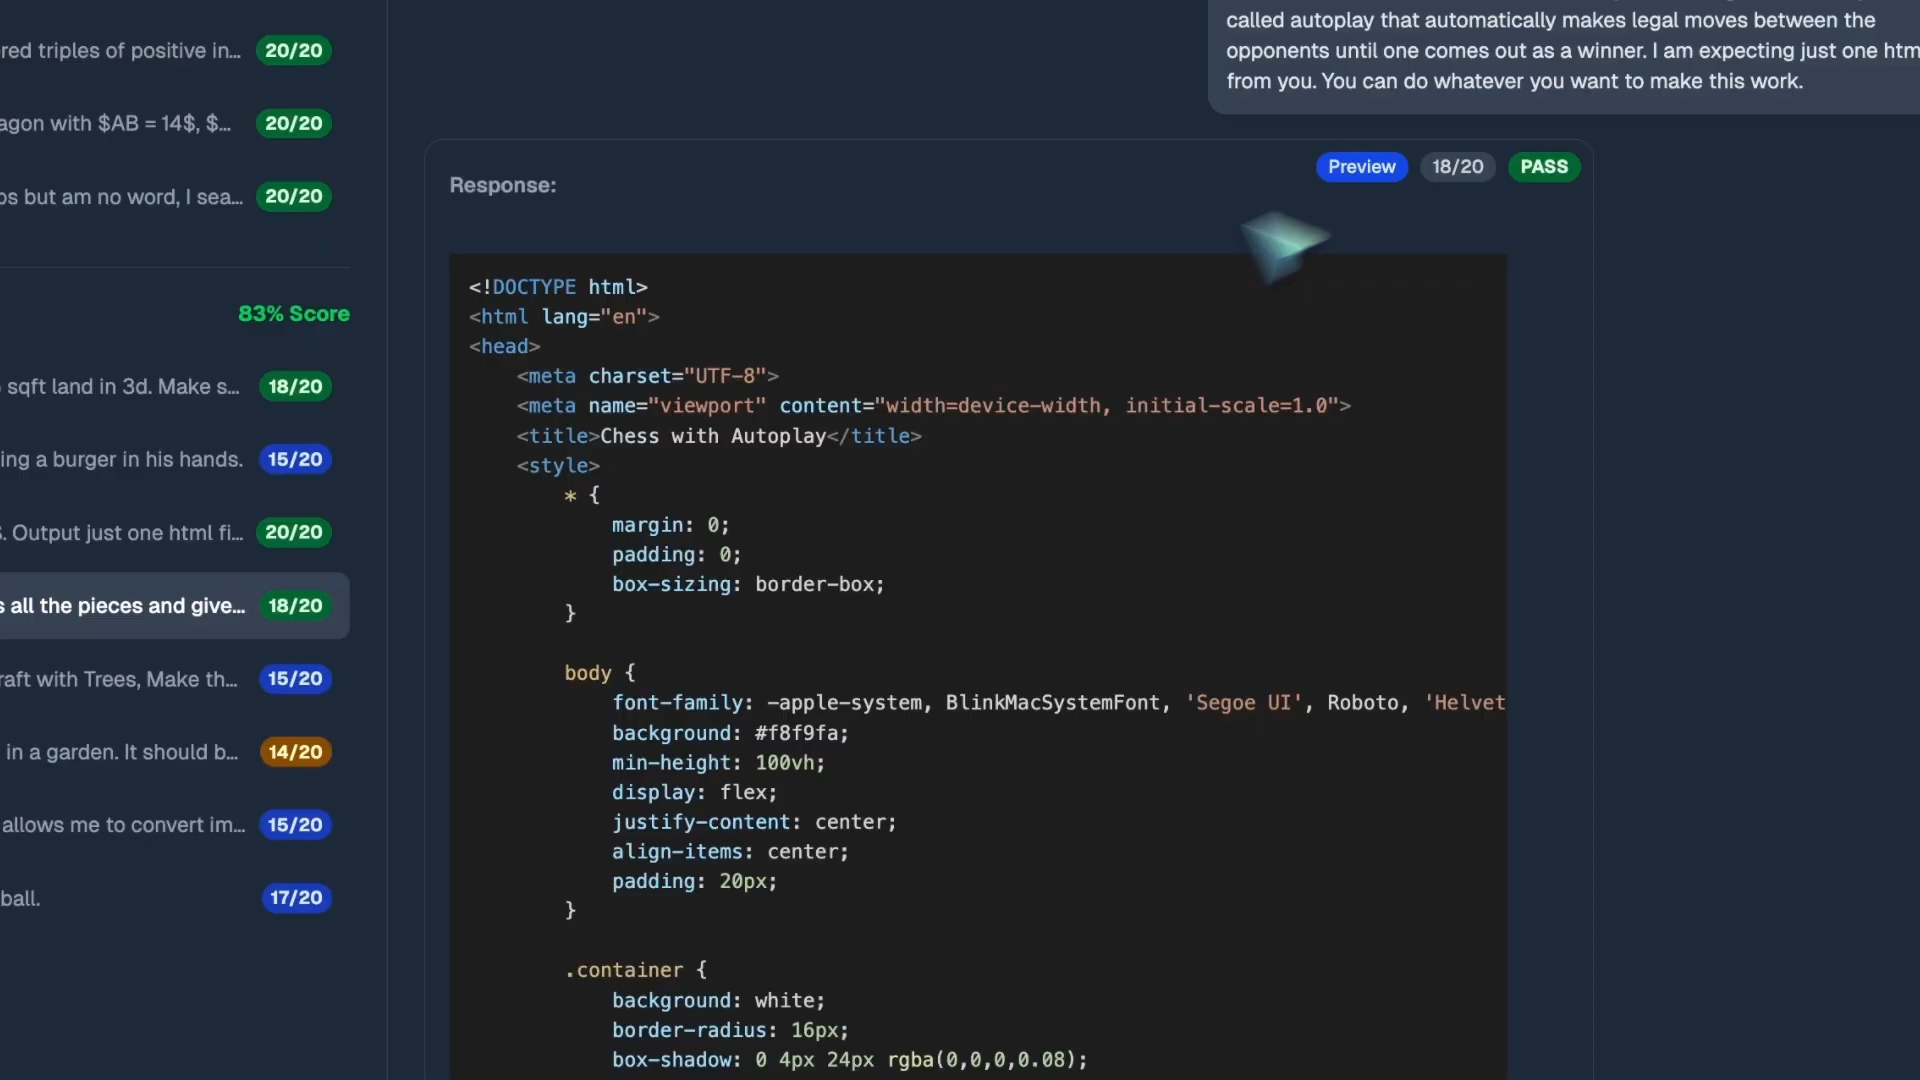 red triples of positive in... 20/20
agon with $AB = 14$, $... 20/20
os but am no word, I sea... 20/20
83% Score
sqft land in 3d. Make s... 18/20
ing a burger in his hands. 15/20
. Output just one html fi... 20/20
s all the pieces and give... 18/20
raft with Trees, Make th... 15/20
in a garden. It should b... 14/20
allows me to convert im... 15/20
ball. 17/20
called autoplay that automatically makes legal moves between the
opponents until one comes out as a winner. I am expecting just one htm
from you. You can do whatever you want to make this work.
Response:
Preview 18/20 PASS
<!DOCTYPE html>
<html lang="en">
<head>
<meta charset="UTF-8">
<meta name="viewport" content="width=device-width, initial-scale=1.0">
<title>Chess with Autoplay</title>
<style>
* {
margin: 0;
padding: 0;
box-sizing: border-box;
}
body {
font-family: -apple-system, BlinkMacSystemFont, 'Segoe UI', Roboto, 'Helvet
background: #f8f9fa;
min-height: 100vh;
display: flex;
justify-content: center;
align-items: center;
padding: 20px;
}
.container {
background: white;
border-radius: 16px;
box-shadow: 0 4px 24px rgba(0,0,0,0.08);